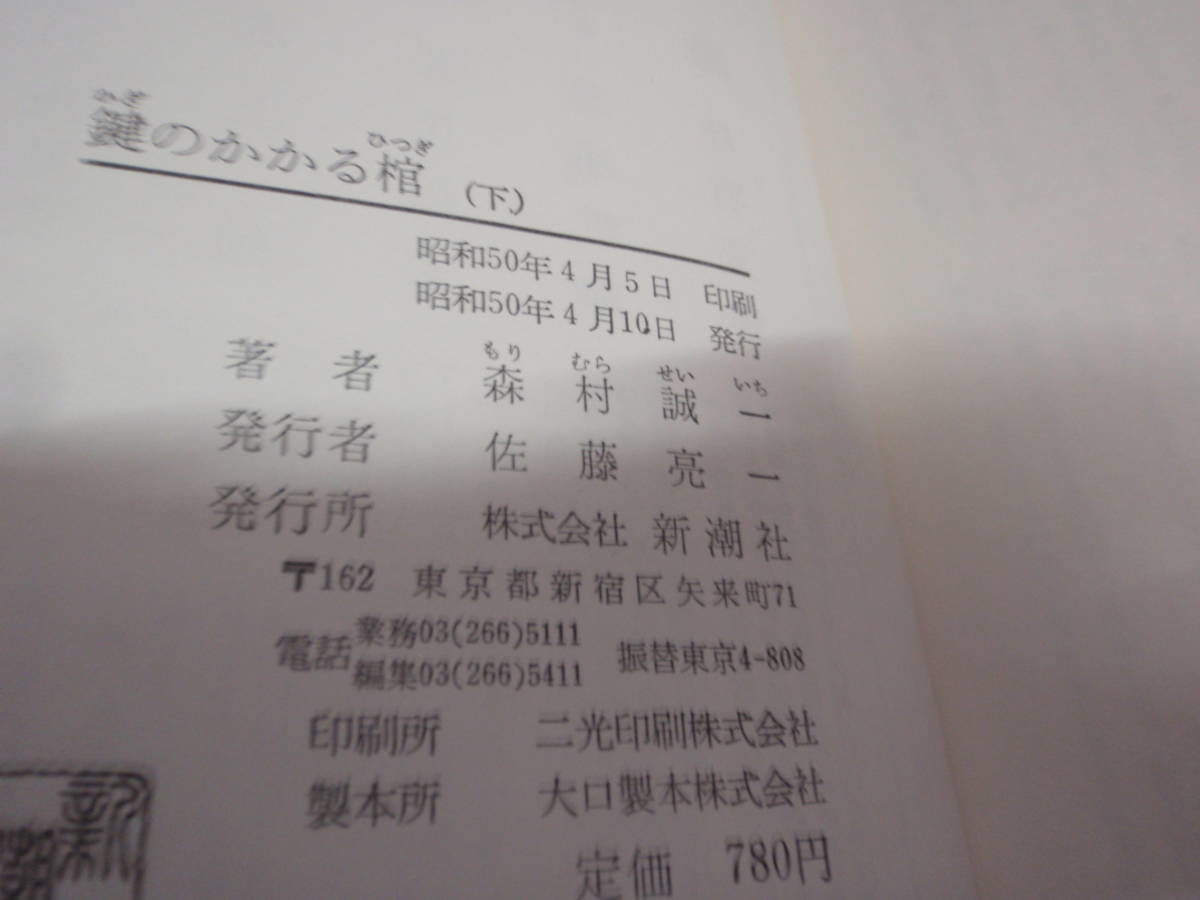 かぎ ひつぎ
鍵のかかる棺 (下)
昭和50年4月5日 印刷
昭和50年4月10日 発行
もり むら せい いち
著者 森村誠一
発行者 佐藤亮一
発行所 株式会社 新潮社
〒162 東京都新宿区矢来町71
電話 業務03(266)5111
編集03(266)5411 振替東京4-808
印刷所 二光印刷株式会社
製本所 大口製本株式会社
定価 780円
新潮